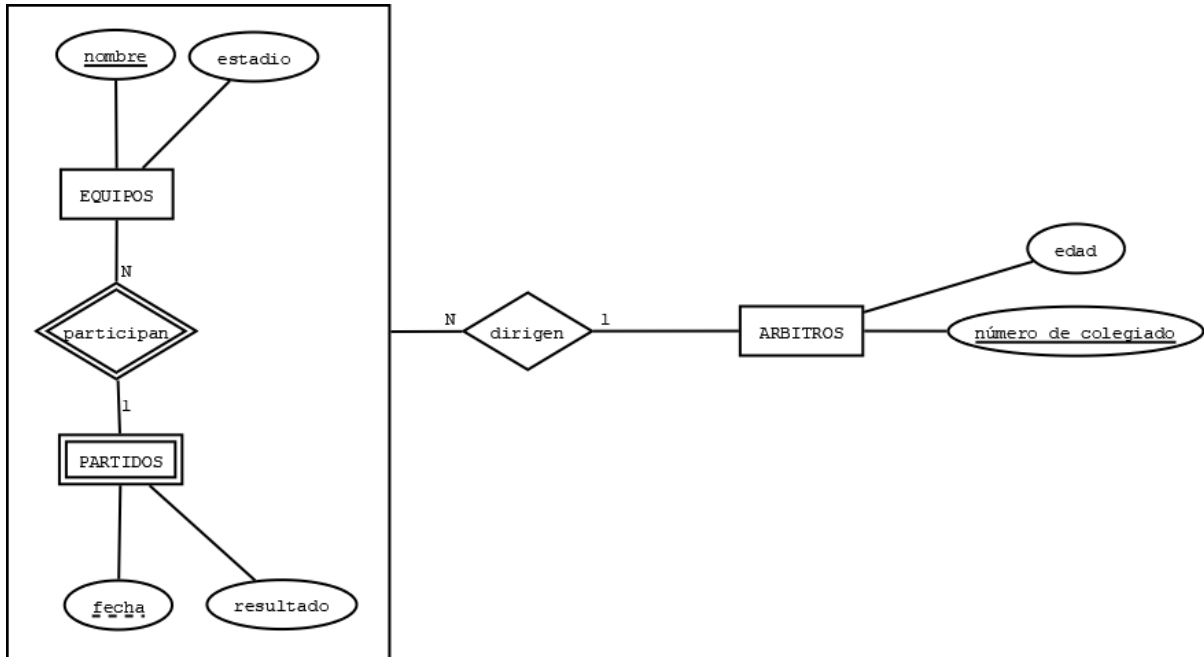 nombre
estadio
EQUIPOS
N
participan
1
PARTIDOS
fecha
resultado
N
dirigen
1
ARBITROS
edad
número de colegiado